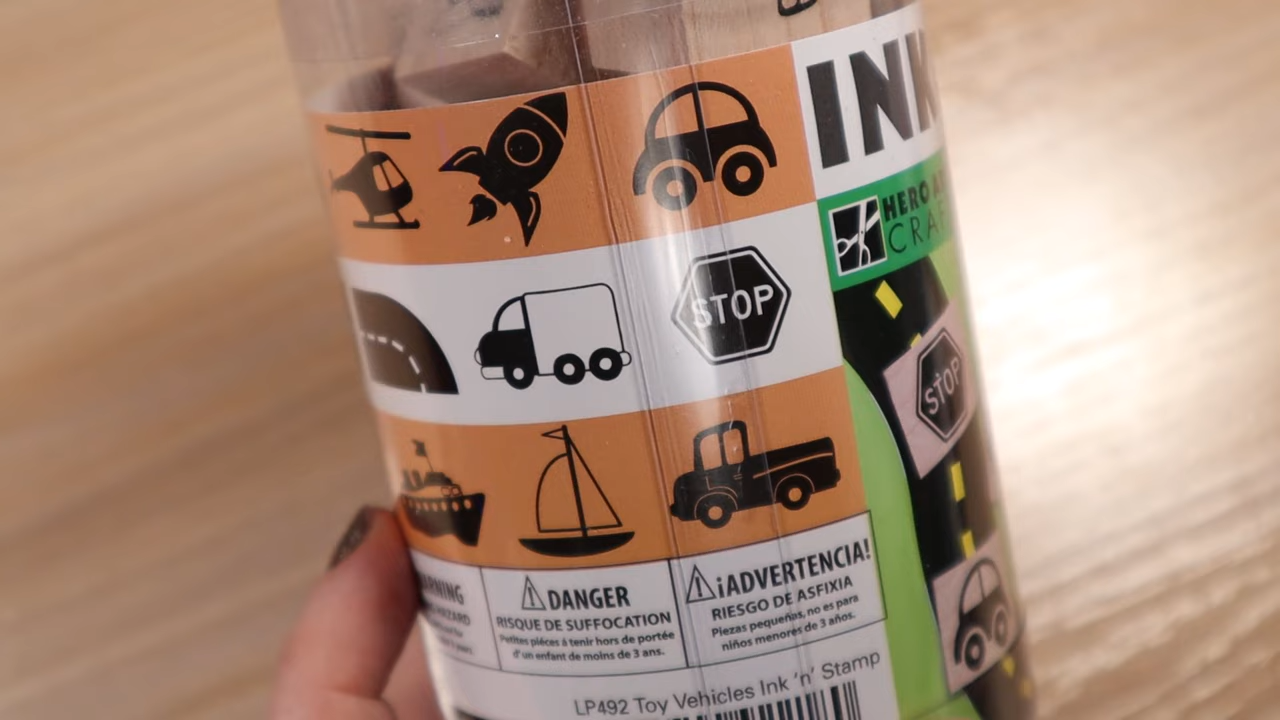 INK
HERO
CRAF
STOP
STOP
WARNING
HAZARD
DANGER
RISQUE DE SUFFOCATION
Petites piéces à tenir hors de portée
d'un enfant de moins de 3 ans.
¡ADVERTENCIA!
RIESGO DE ASFIXIA
Piezas pequeñas, no es para
niños menores de 3 años.
LP492 Toy Vehicles Ink 'n' Stamp